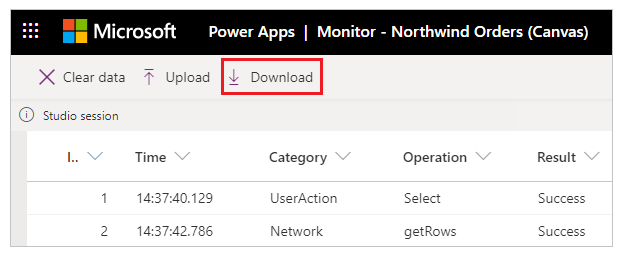 Microsoft Power Apps | Monitor - Northwind Orders (Canvas)
Clear data Upload Download
Studio session
I.. Time Category Operation Result
1 14:37:40.129 UserAction Select Success
2 14:37:42.786 Network getRows Success